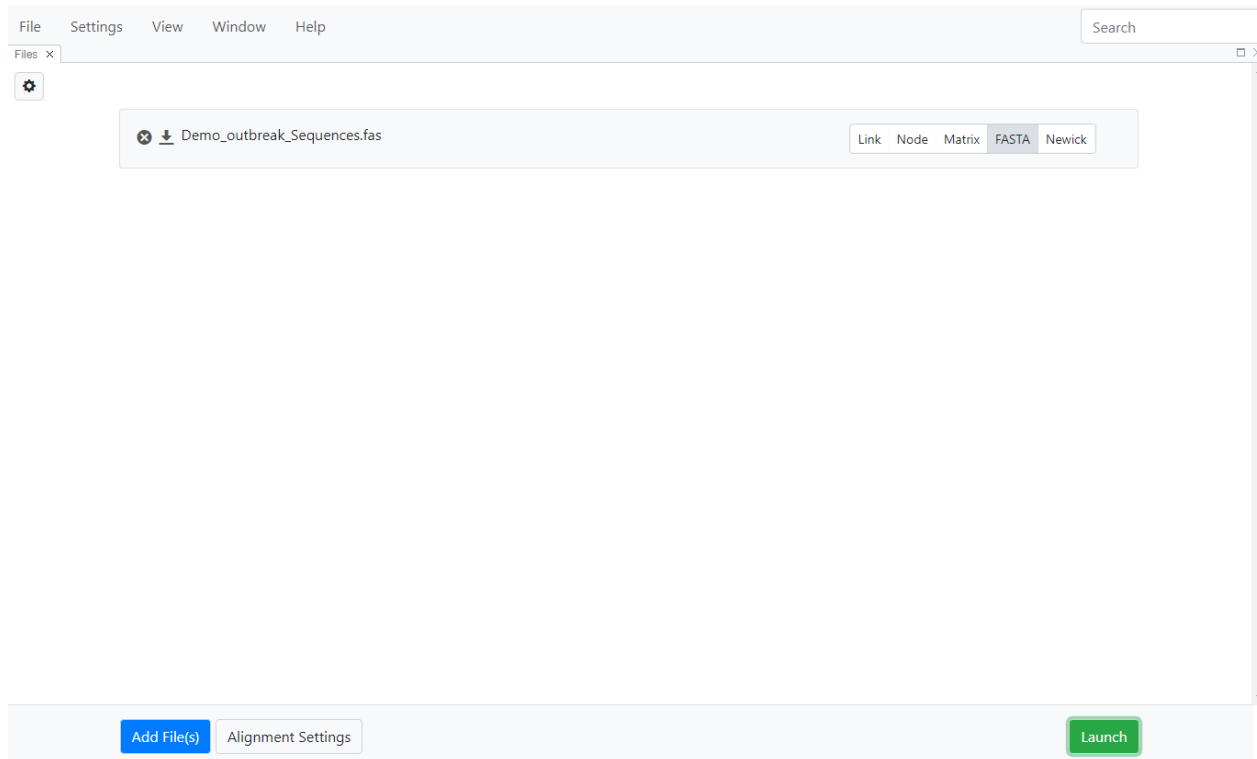 File Settings View Window Help Search
Files
Demo_outbreak_Sequences.fas
Link Node Matrix FASTA Newick
Add File(s) Alignment Settings Launch